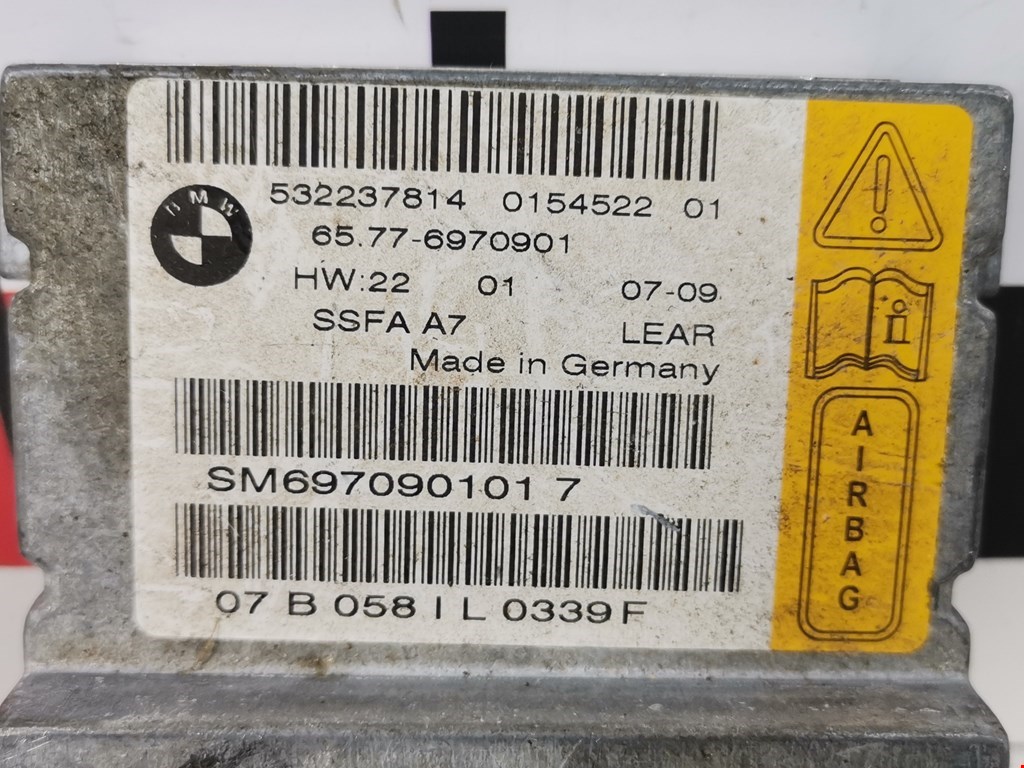 532237814 0154522 01
BMW
65.77-6970901
HW:22 01 07-09
SSFA A7 LEAR
Made in Germany
SM697090101 7
07 B 058 I L 0339 F
i
AIRBAG